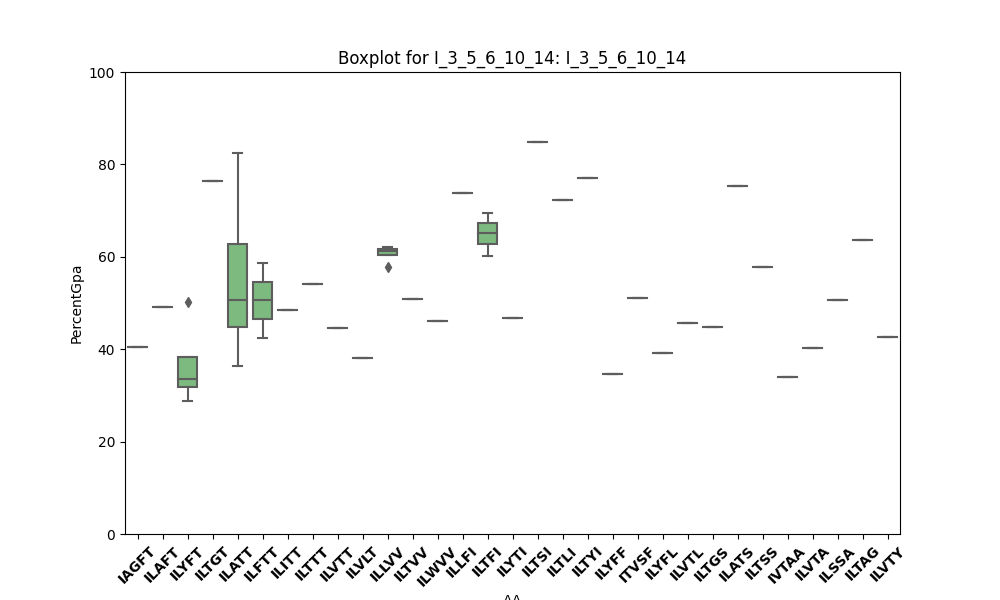 Boxplot for I_3_5_6_10_14: I_3_5_6_10_14
100
80
60
40
20
0
PercentGpa
IAGFT
ILAFT
ILYFT
ILTGT
ILATT
ILFTT
ILITT
ILTTT
ILVTT
ILVLT
ILLVV
ILTVV
ILWVV
ILLFI
ILTFI
ILYTI
ILTSI
ILTLI
ILTYI
ILYFF
ITVSF
ILYFL
ILVTL
ILTGS
ILATS
ILTSS
IVTAA
ILVTA
ILSSA
ILTAG
ILVTY
AA